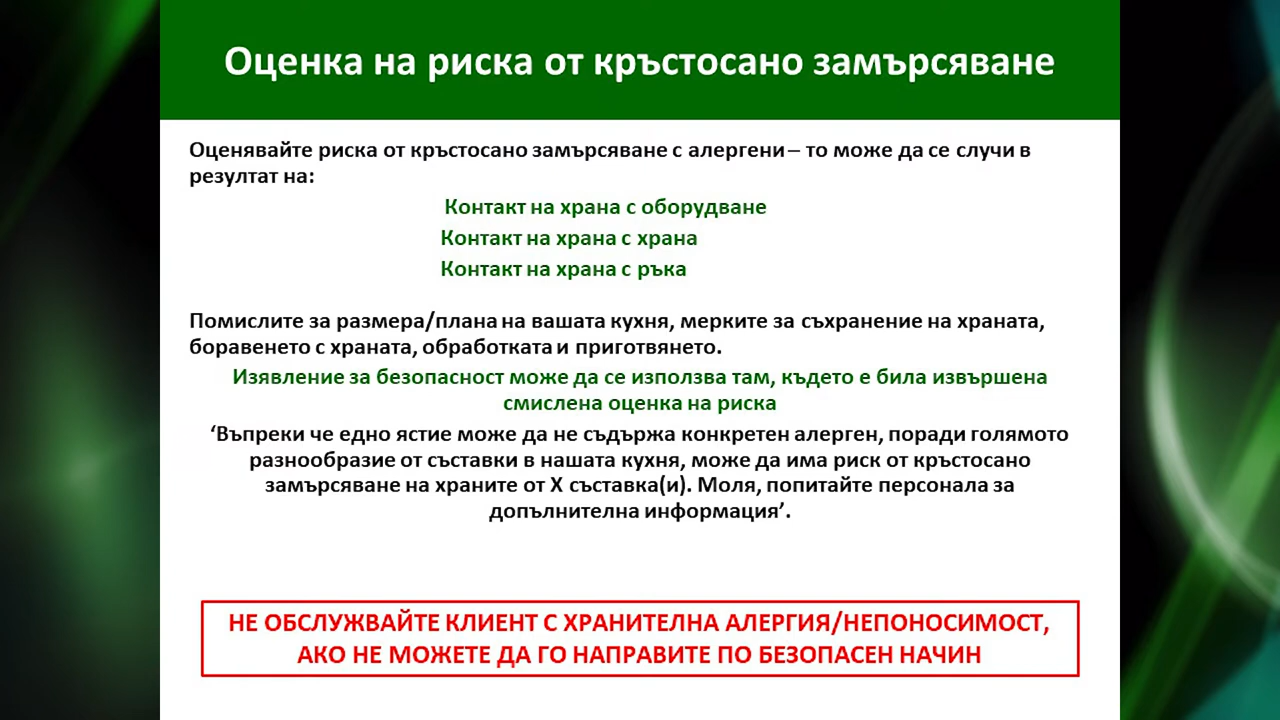 Оценка на риска от кръстосано замърсяване
Оценявайте риска от кръстосано замърсяване с алергени – то може да се случи в
резултат на:
Контакт на храна с оборудване
Контакт на храна с храна
Контакт на храна с ръка
Помислите за размера/плана на вашата кухня, мерките за съхранение на храната,
боравенето с храната, обработката и приготвянето.
Изявление за безопасност може да се използва там, където е била извършена
смислена оценка на риска
‘Въпреки че едно ястие може да не съдържа конкретен алерген, поради голямото
разнообразие от съставки в нашата кухня, може да има риск от кръстосано
замърсяване на храните от X съставка(и). Моля, попитайте персонала за
допълнителна информация’.
НЕ ОБСЛУЖВАЙТЕ КЛИЕНТ С ХРАНИТЕЛНА АЛЕРГИЯ/НЕПОНОСИМОСТ,
АКО НЕ МОЖЕТЕ ДА ГО НАПРАВИТЕ ПО БЕЗОПАСЕН НАЧИН